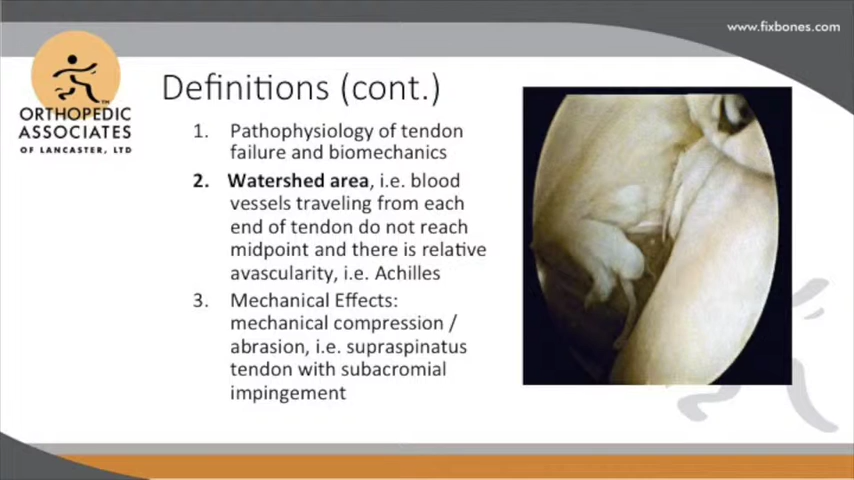 www.fixbones.com
ORTHOPEDIC
ASSOCIATES
OF LANCASTER, LTD
Definitions (cont.)
1. Pathophysiology of tendon
failure and biomechanics
2. Watershed area, i.e. blood
vessels traveling from each
end of tendon do not reach
midpoint and there is relative
avascularity, i.e. Achilles
3. Mechanical Effects:
mechanical compression /
abrasion, i.e. supraspinatus
tendon with subacromial
impingement